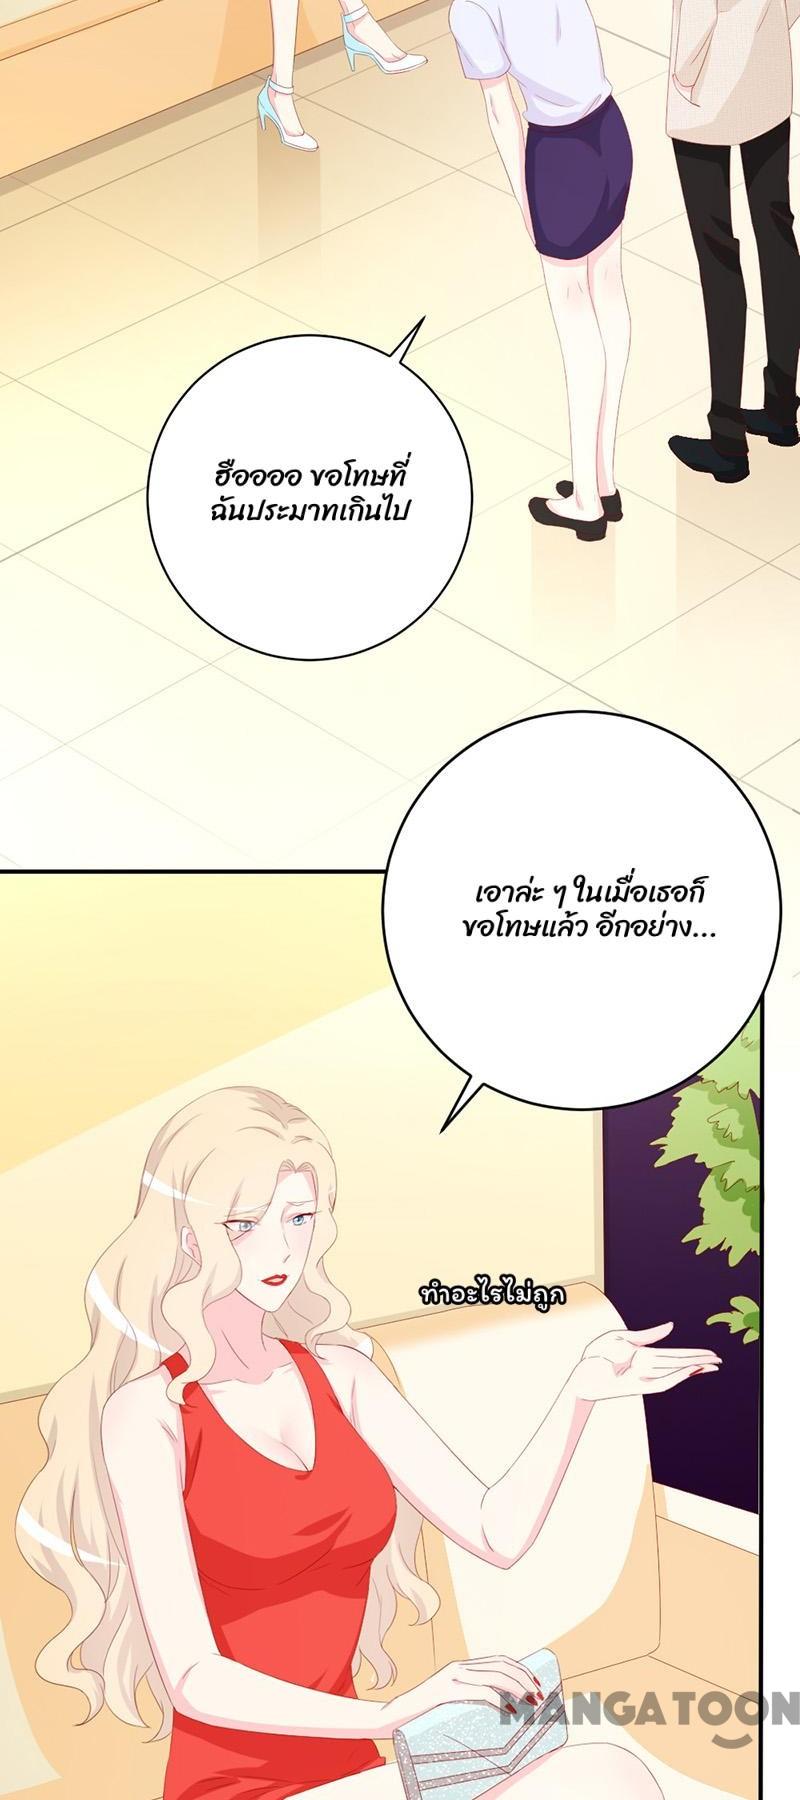 ฮือออออ ขอโทษที่
ฉันประมาทเกินไป
เอาล่ะ ๆ ในเมื่อเธอก็
ขอโทษแล้ว อีกอย่าง...
ทำอะไรไม่ถูก
MANGATOON